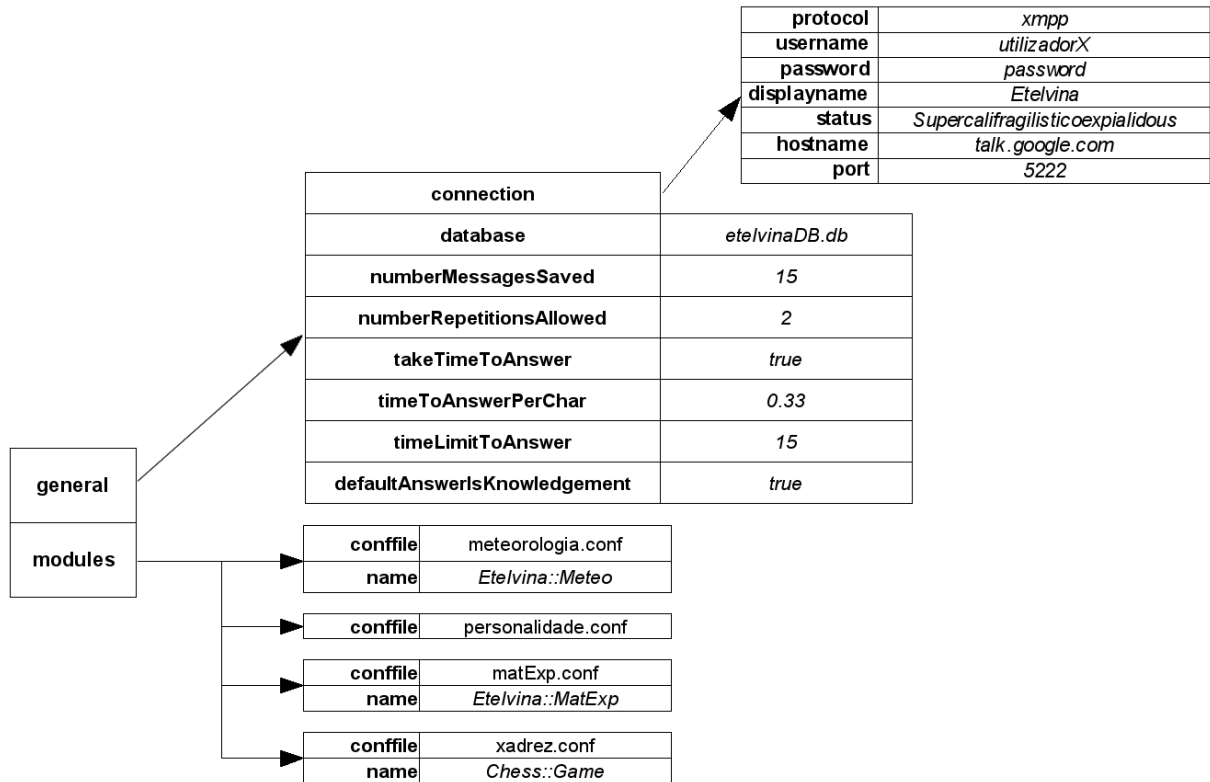 protocol xmpp
username utilizadorX
password password
displayname Etelvina
status Supercalifragilisticoexpialidous
hostname talk.google.com
port 5222
connection
database etelvinaDB.db
numberMessagesSaved 15
numberRepetitionsAllowed 2
takeTimeToAnswer true
timeToAnswerPerChar 0.33
timeLimitToAnswer 15
defaultAnswerIsKnowledgement true
general
modules
conffile meteorologia.conf
name Etelvina::Meteo
conffile personalidade.conf
conffile matExp.conf
name Etelvina::MatExp
conffile xadrez.conf
name Chess::Game